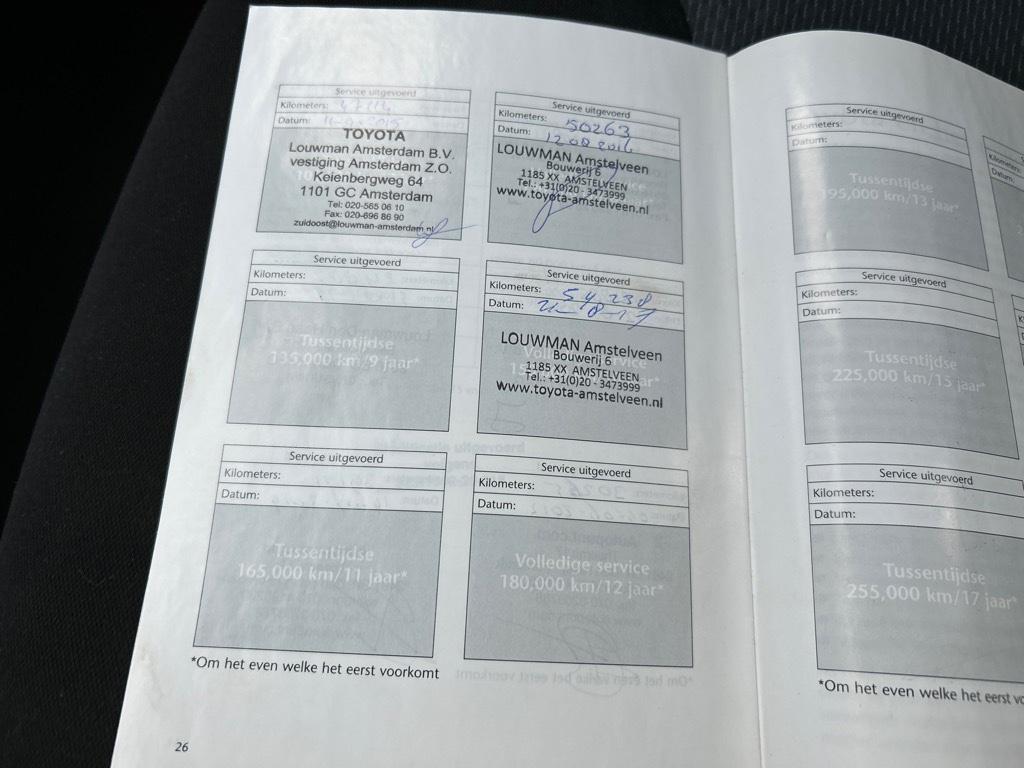 Service uitgevoerd
Kilometers:
Datum:
TOYOTA
Louwman Amsterdam B.V.
vestiging Amsterdam Z.O.
Keienbergweg 64
1101 GC Amsterdam
Tel: 020-565 06 10
Fax: 020-696 86 90
zuidoost@louwman-amsterdam.nl
Service uitgevoerd
Kilometers: 50263
Datum: 12 08 2016
LOUWMAN Amstelveen
Bouwerij 6
1185 XX AMSTELVEEN
Tel.: +31(0)20 - 3473999
www.toyota-amstelveen.nl
Service uitgevoerd
Kilometers:
Datum:
Tussentijdse
135,000 km/9 jaar*
Service uitgevoerd
Kilometers: 54 238
Datum:
LOUWMAN Amstelveen
Bouwerij 6
1185 XX AMSTELVEEN
Tel.: +31(0)20 - 3473999
www.toyota-amstelveen.nl
Service uitgevoerd
Kilometers:
Datum:
Tussentijdse
165,000 km/11 jaar*
Service uitgevoerd
Kilometers:
Datum:
Volledige service
180,000 km/12 jaar*
*Om het even welke het eerst voorkomt
26
Service uitgevoerd
Kilometers:
Datum:
Tussentijdse
195,000 km/13 jaar*
Service uitgevoerd
Kilometers:
Datum:
Tussentijdse
225,000 km/15 jaar*
Service uitgevoerd
Kilometers:
Datum:
Tussentijdse
255,000 km/17 jaar*
*Om het even welke het eerst